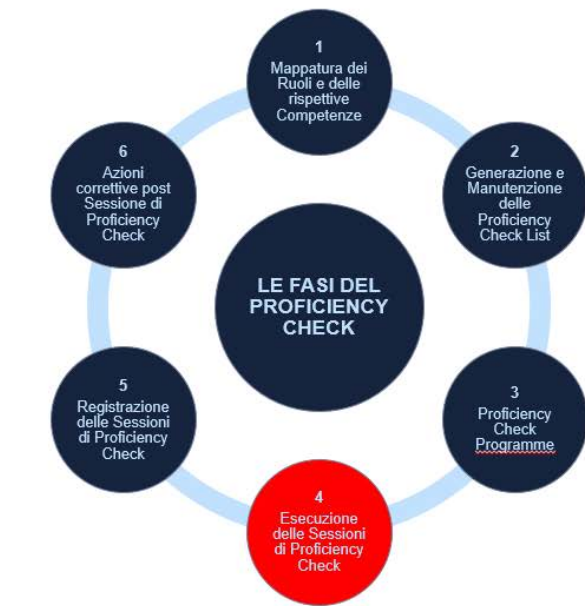 1
Mappatura dei
Ruoli e delle
rispettive
Competenze
2
Generazione e
Manutenzione
delle
Proficiency
Check List
3
Proficiency
Check
Programme
4
Esecuzione
delle Sessioni
di Proficiency
Check
5
Registrazione
delle Sessioni
di Proficiency
Check
6
Azioni
correttive post
Sessione di
Proficiency
Check
LE FASI DEL
PROFICIENCY
CHECK